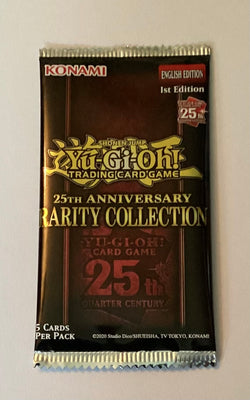 KONAMI
ENGLISH EDITION
1st Edition
25th
SHONEN JUMP
Yu-Gi-Oh!
TRADING CARD GAME
25TH ANNIVERSARY
RARITY COLLECTION
YU-GI-OH!
CARD GAME
25th
QUARTER CENTURY
5 CARDS
PER PACK
©2020 Studio Dice/SHUEISHA, TV TOKYO, KONAMI